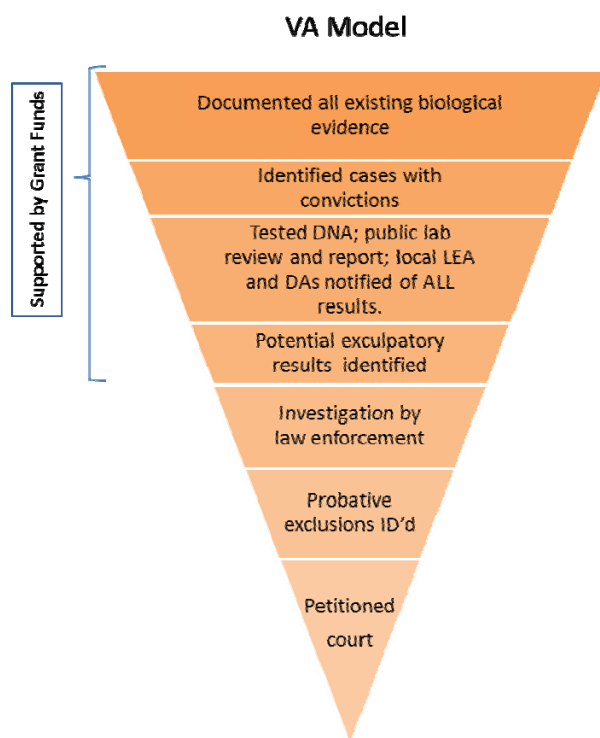 VA Model
Supported by Grant Funds
Documented all existing biological
evidence
Identified cases with
convictions
Tested DNA; public lab
review and report; local LEA
and DAs notified of ALL
results.
Potential exculpatory
results identified
Investigation by
law enforcement
Probative
exclusions ID'd
Petitioned
court